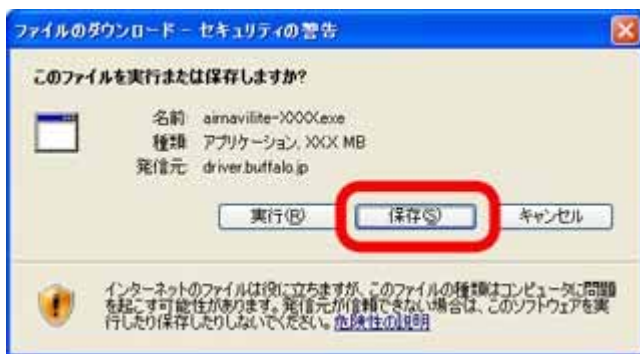 ファイルのダウンロード - セキュリティの警告
このファイルを実行または保存しますか?
名前 airnavilite-XXXX.exe
種類 アプリケーション, XXX MB
発信元 driver.buffalo.jp
実行(R) 保存(S) キャンセル
インターネットのファイルは役に立ちますが、このファイルの種類はコンピュータに問題
を起こす可能性があります。発信元が信頼できない場合は、このソフトウェアを実
行したり保存したりしないでください。危険性の説明